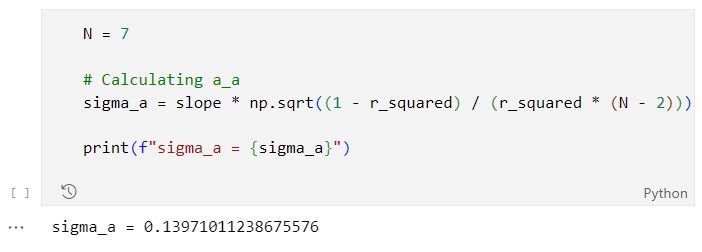 N = 7
# Calculating a_a
sigma_a = slope * np.sqrt((1 - r_squared) / (r_squared * (N - 2)))
print(f"sigma_a = {sigma_a}")
[ ]
Python
... sigma_a = 0.13971011238675576